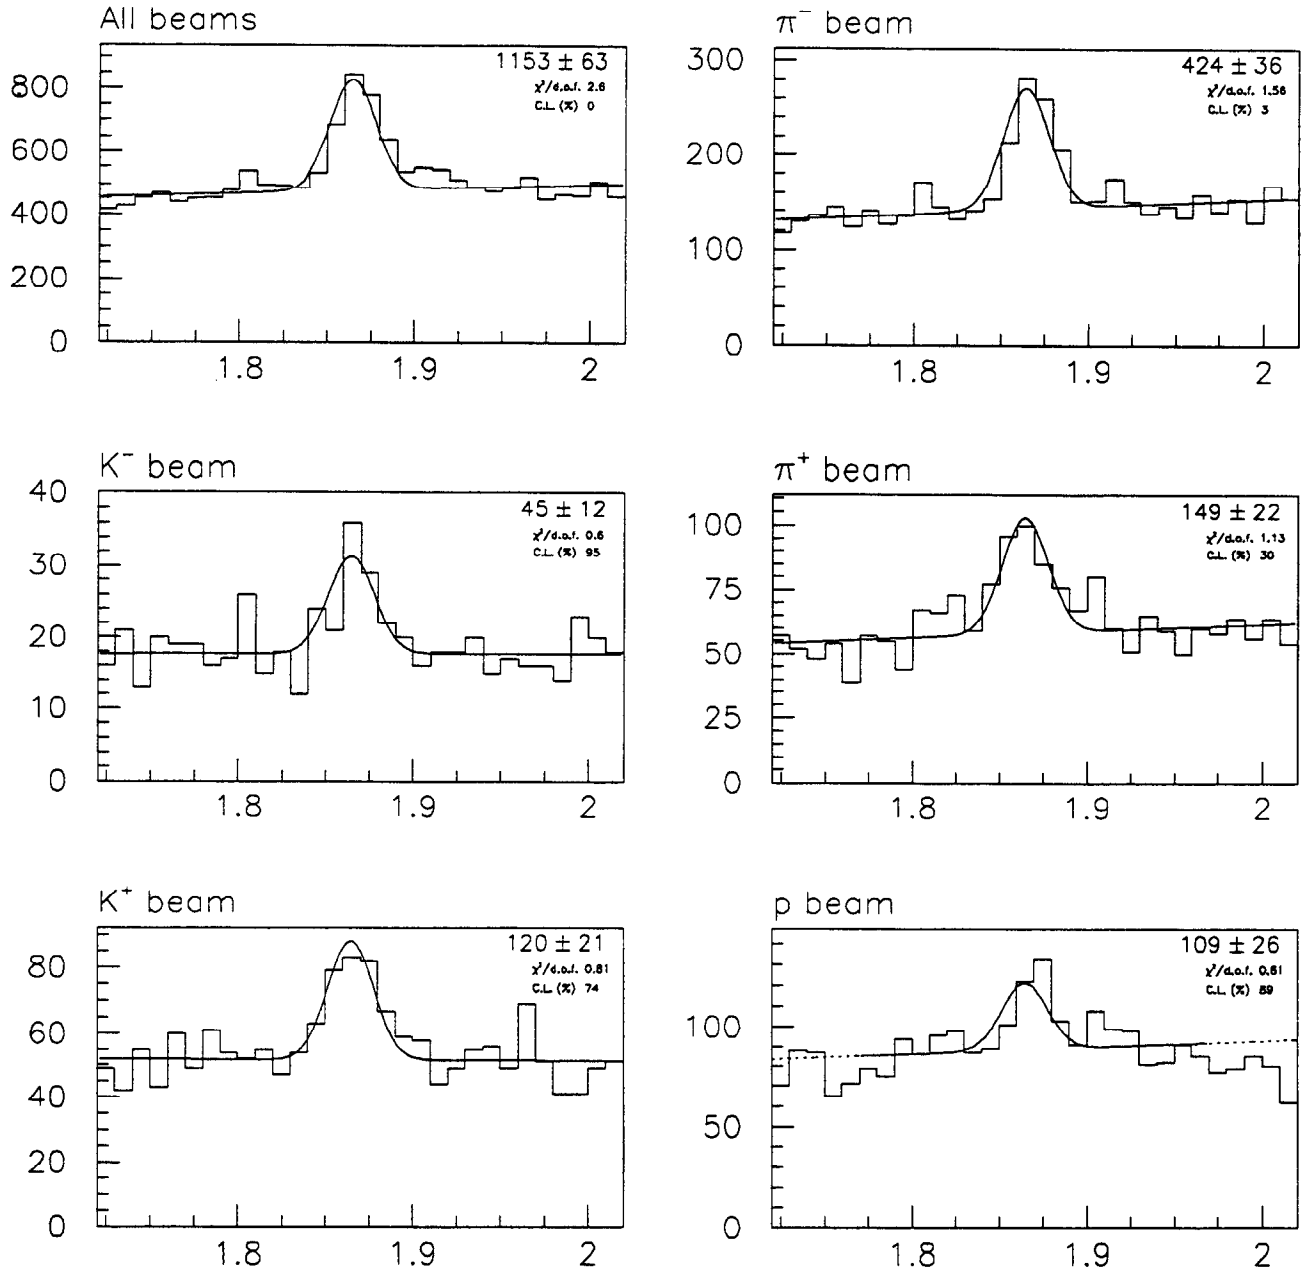 All beams
1153 ± 63
χ²/d.o.f. 2.6
C.L. (%) 0
800
600
400
200
0
1.8 1.9 2
π⁻ beam
424 ± 36
χ²/d.o.f. 1.56
C.L. (%) 3
300
200
100
0
1.8 1.9 2
K⁻ beam
45 ± 12
χ²/d.o.f. 0.6
C.L. (%) 95
40
30
20
10
0
1.8 1.9 2
π⁺ beam
149 ± 22
χ²/d.o.f. 1.13
C.L. (%) 30
100
75
50
25
0
1.8 1.9 2
K⁺ beam
120 ± 21
χ²/d.o.f. 0.81
C.L. (%) 74
80
60
40
20
0
1.8 1.9 2
p beam
109 ± 26
χ²/d.o.f. 0.61
C.L. (%) 89
100
50
0
1.8 1.9 2